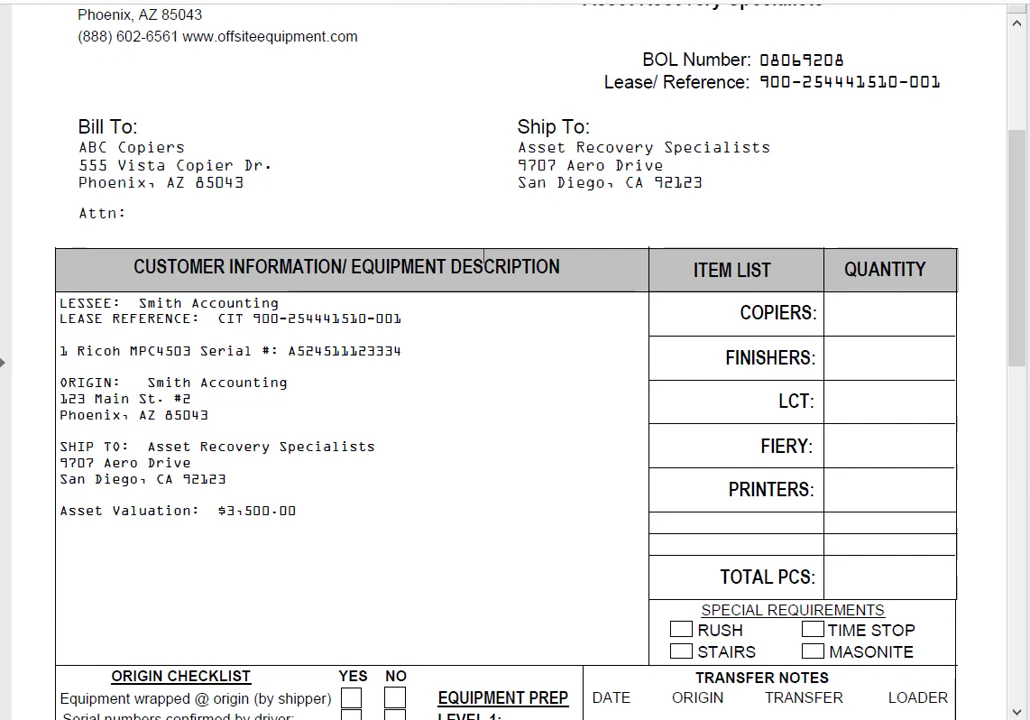 Phoenix, AZ 85043
(888) 602-6561 www.offsiteequipment.com
Asset Recovery Specialists
BOL Number: 08069208
Lease/ Reference: 900-254441510-001
Bill To:
ABC Copiers
555 Vista Copier Dr.
Phoenix, AZ 85043
Attn:
Ship To:
Asset Recovery Specialists
9707 Aero Drive
San Diego, CA 92123
CUSTOMER INFORMATION/ EQUIPMENT DESCRIPTION
ITEM LIST
QUANTITY
LESSEE: Smith Accounting
LEASE REFERENCE: CIT 900-254441510-001
1 Ricoh MPC4503 Serial #: A524511123334
ORIGIN: Smith Accounting
123 Main St. #2
Phoenix, AZ 85043
SHIP TO: Asset Recovery Specialists
9707 Aero Drive
San Diego, CA 92123
Asset Valuation: $3,500.00
COPIERS:
FINISHERS:
LCT:
FIERY:
PRINTERS:
TOTAL PCS:
SPECIAL REQUIREMENTS
RUSH
TIME STOP
STAIRS
MASONITE
ORIGIN CHECKLIST YES NO
Equipment wrapped @ origin (by shipper)
Serial numbers confirmed by driver:
EQUIPMENT PREP
LEVEL 1:
TRANSFER NOTES
DATE ORIGIN TRANSFER LOADER